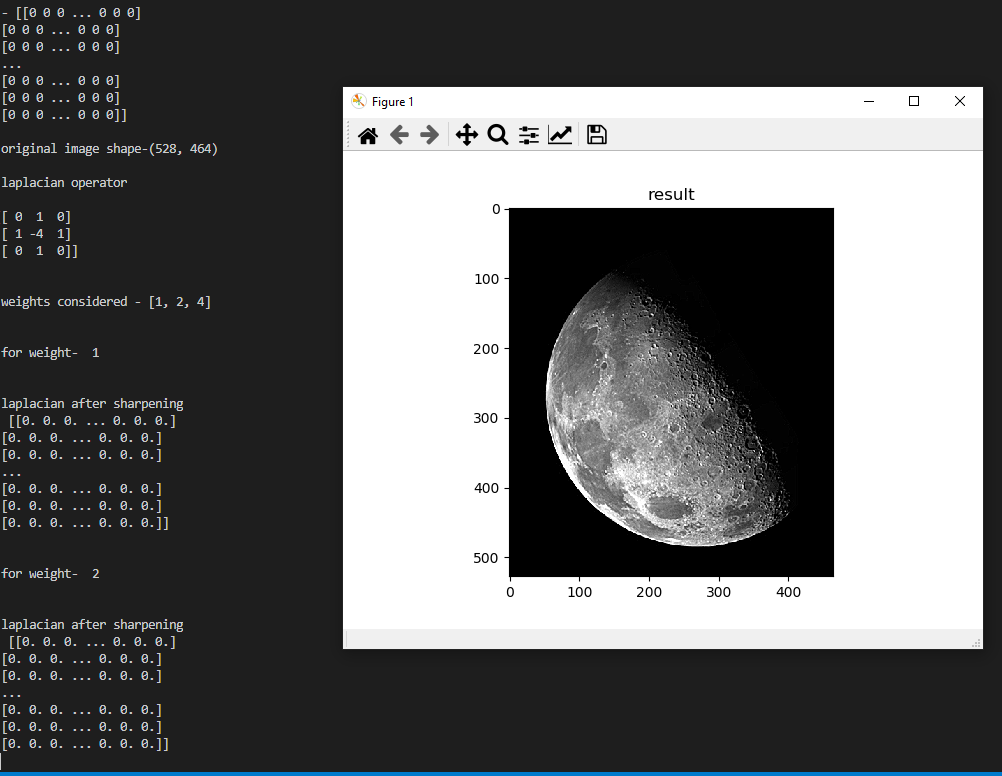 - [[0 0 0 ... 0 0 0]
[0 0 0 ... 0 0 0]
[0 0 0 ... 0 0 0]
...
[0 0 0 ... 0 0 0]
[0 0 0 ... 0 0 0]
[0 0 0 ... 0 0 0]]
original image shape-(528, 464)
laplacian operator
[ 0  1  0]
[ 1 -4  1]
[ 0  1  0]]
weights considered - [1, 2, 4]
for weight-  1
laplacian after sharpening
[[0. 0. 0. ... 0. 0. 0.]
[0. 0. 0. ... 0. 0. 0.]
[0. 0. 0. ... 0. 0. 0.]
...
[0. 0. 0. ... 0. 0. 0.]
[0. 0. 0. ... 0. 0. 0.]
[0. 0. 0. ... 0. 0. 0.]]
for weight-  2
laplacian after sharpening
[[0. 0. 0. ... 0. 0. 0.]
[0. 0. 0. ... 0. 0. 0.]
[0. 0. 0. ... 0. 0. 0.]
...
[0. 0. 0. ... 0. 0. 0.]
[0. 0. 0. ... 0. 0. 0.]
[0. 0. 0. ... 0. 0. 0.]]
Figure 1
result
0
100
200
300
400
500
0 100 200 300 400